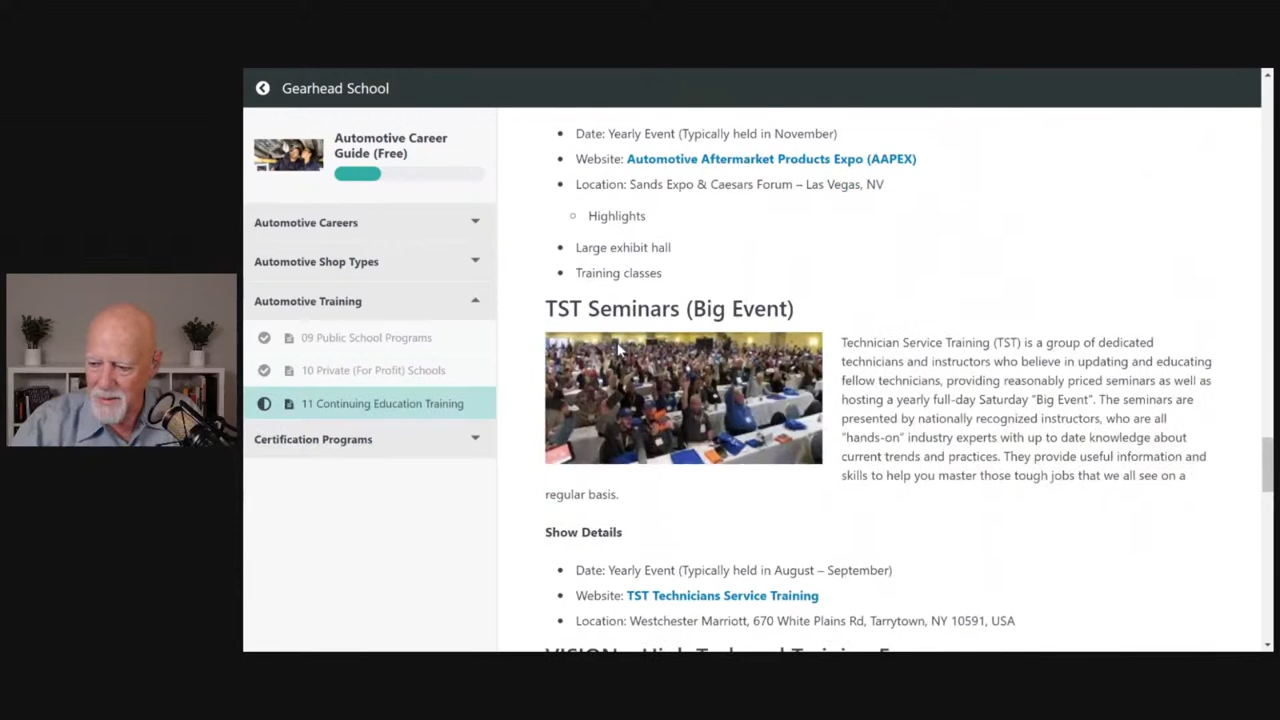 Gearhead School
Automotive Career
Guide (Free)
Automotive Careers
Automotive Shop Types
Automotive Training
09 Public School Programs
10 Private (For Profit) Schools
11 Continuing Education Training
Certification Programs
Date: Yearly Event (Typically held in November)
Website: Automotive Aftermarket Products Expo (AAPEX)
Location: Sands Expo & Caesars Forum – Las Vegas, NV
Highlights
Large exhibit hall
Training classes
TST Seminars (Big Event)
Technician Service Training (TST) is a group of dedicated
technicians and instructors who believe in updating and educating
fellow technicians, providing reasonably priced seminars as well as
hosting a yearly full-day Saturday “Big Event”. The seminars are
presented by nationally recognized instructors, who are all
“hands-on” industry experts with up to date knowledge about
current trends and practices. They provide useful information and
skills to help you master those tough jobs that we all see on a
regular basis.
Show Details
Date: Yearly Event (Typically held in August – September)
Website: TST Technicians Service Training
Location: Westchester Marriott, 670 White Plains Rd, Tarrytown, NY 10591, USA